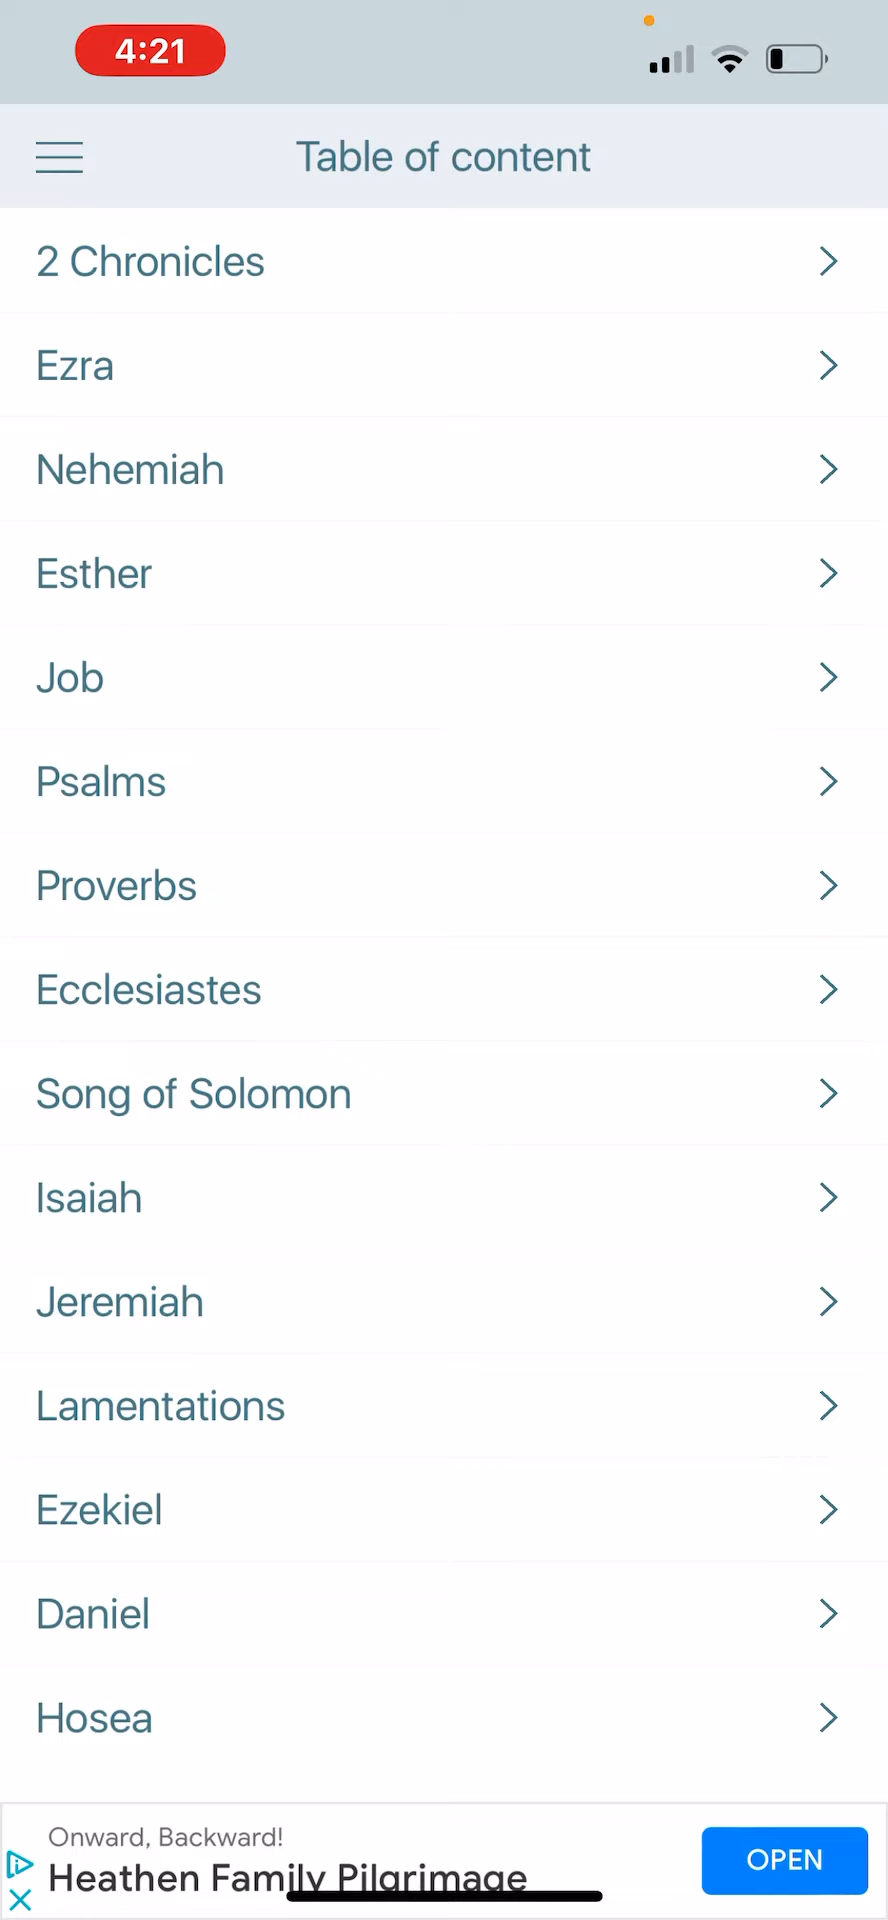 4:21
Table of content
2 Chronicles
Ezra
Nehemiah
Esther
Job
Psalms
Proverbs
Ecclesiastes
Song of Solomon
Isaiah
Jeremiah
Lamentations
Ezekiel
Daniel
Hosea
Onward, Backward!
Heathen Family Pilgrimage
OPEN